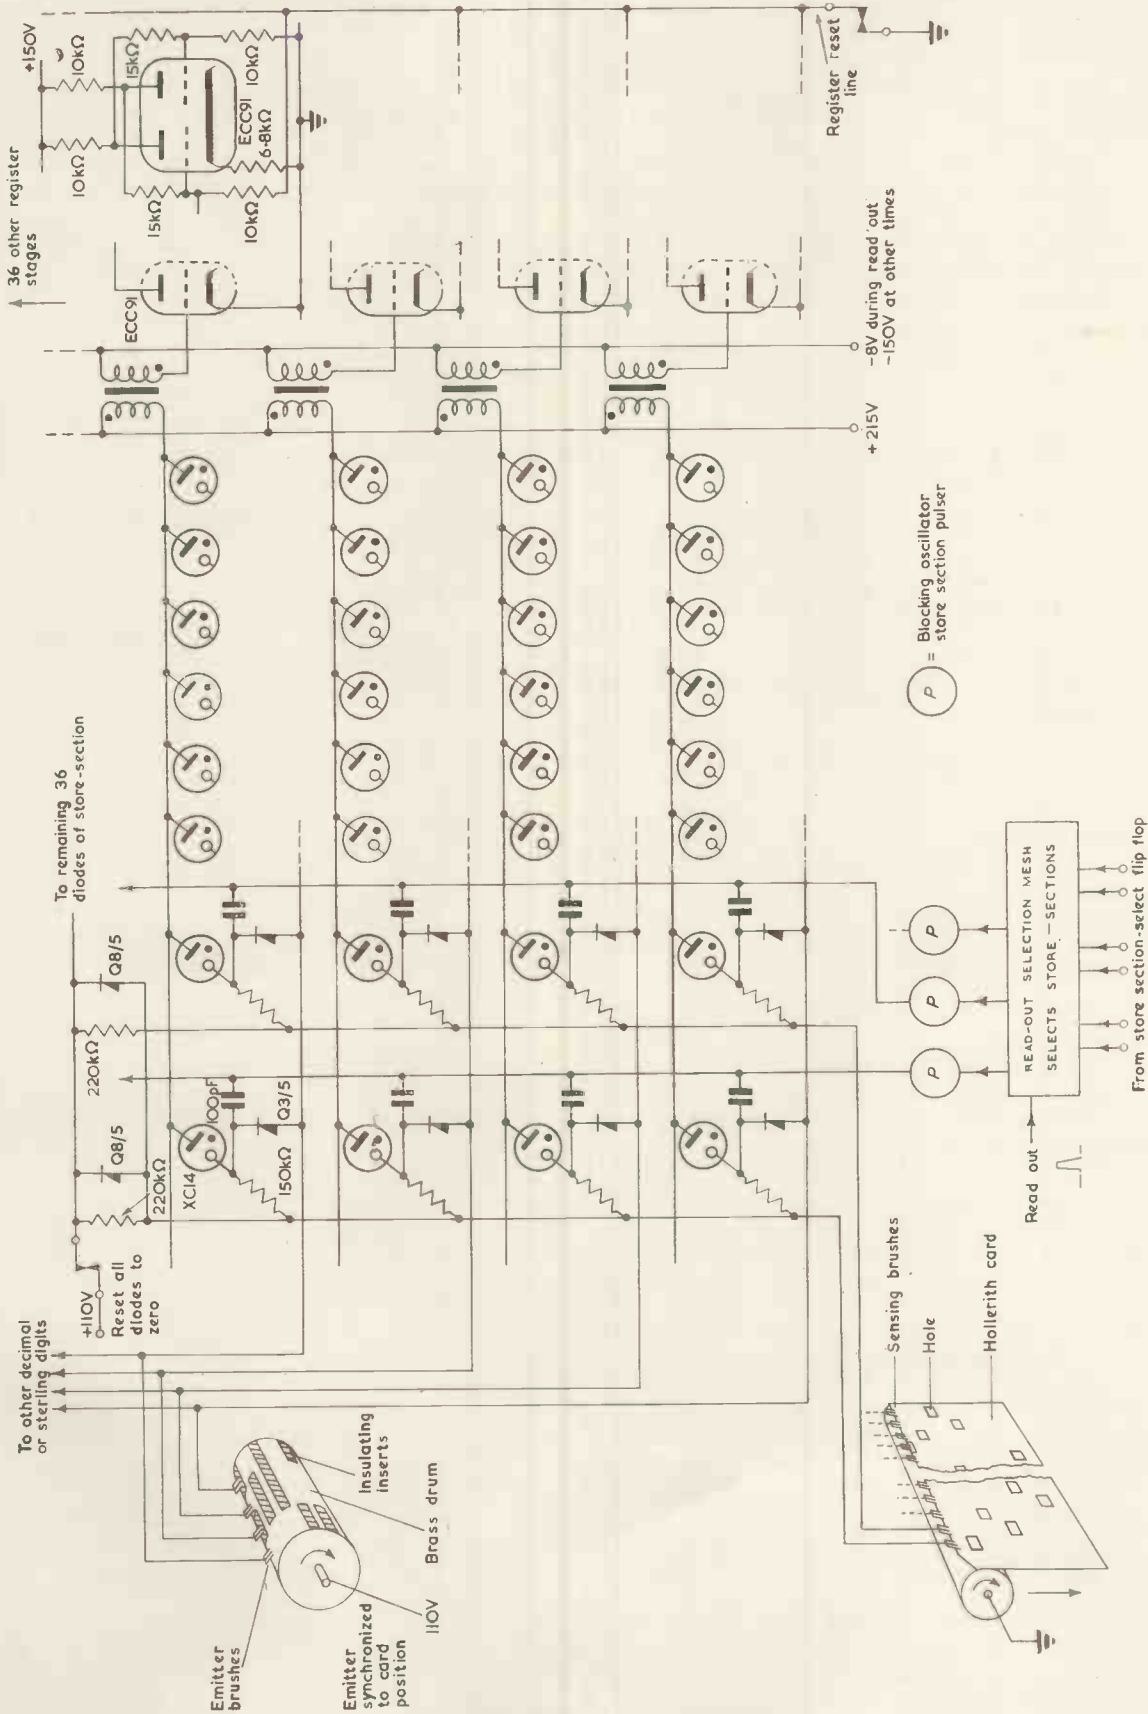 36 other register
stages
+150V
10kΩ
10kΩ
15kΩ
15kΩ
ECC91
6·8kΩ
10kΩ
10kΩ
ECC91
Register reset
line
-8V during read out
-150V at other times
+215V
To remaining 36
diodes of store-section
Q8/5
220kΩ
Q8/5
220kΩ
XC14
100pF
Q3/5
150kΩ
+110V
Reset all
diodes to
zero
To other decimal
or sterling digits
Emitter
brushes
Insulating
inserts
Brass drum
110V
Emitter
synchronized
to card
position
P
= Blocking oscillator
store section pulser
P
P
P
READ-OUT SELECTION MESH
SELECTS STORE-SECTIONS
Read out
From store section-select flip flop
Sensing brushes
Hole
Hollerith card